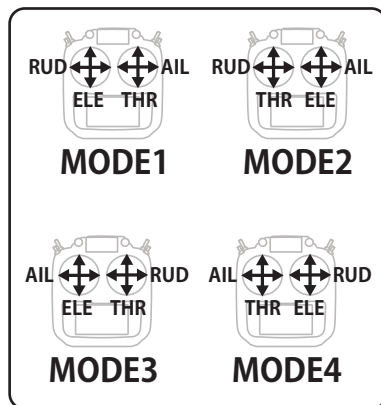 RUD AIL RUD AIL
ELE THR THR ELE
MODE1 MODE2
AIL RUD AIL RUD
ELE THR THR ELE
MODE3 MODE4